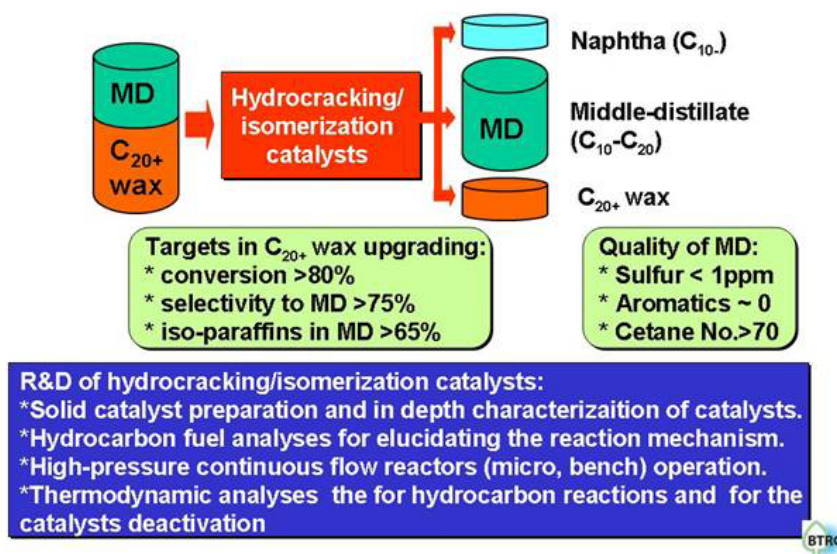 MD
C20+
wax
Hydrocracking/
isomerization
catalysts
MD
Naphtha (C10-)
Middle-distillate
(C10-C20)
C20+ wax
Targets in C20+ wax upgrading:
* conversion >80%
* selectivity to MD >75%
* iso-paraffins in MD >65%
Quality of MD:
* Sulfur < 1ppm
* Aromatics ~ 0
* Cetane No.>70
R&D of hydrocracking/isomerization catalysts:
*Solid catalyst preparation and in depth characterizaition of catalysts.
*Hydrocarbon fuel analyses for elucidating the reaction mechanism.
*High-pressure continuous flow reactors (micro, bench) operation.
*Thermodynamic analyses the for hydrocarbon reactions and for the
catalysts deactivation